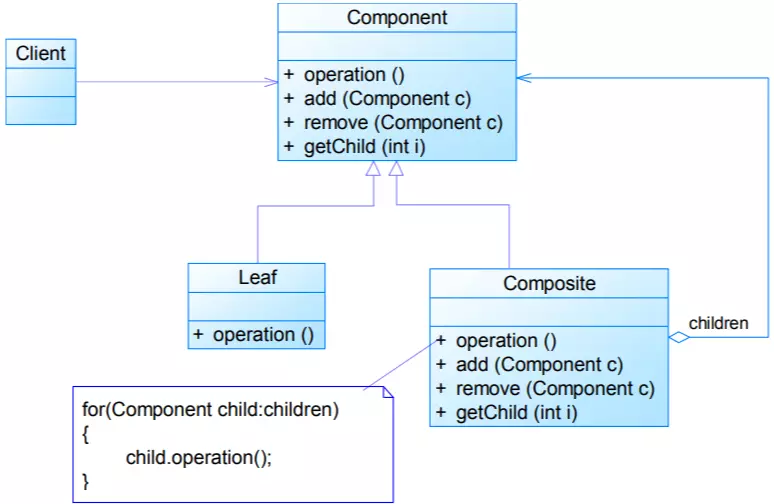 Component
Client
+ operation ()
+ add (Component c)
+ remove (Component c)
+ getChild (int i)
Leaf
+ operation ()
Composite
children
+ operation ()
+ add (Component c)
+ remove (Component c)
+ getChild (int i)
for(Component child:children)
{
child.operation();
}